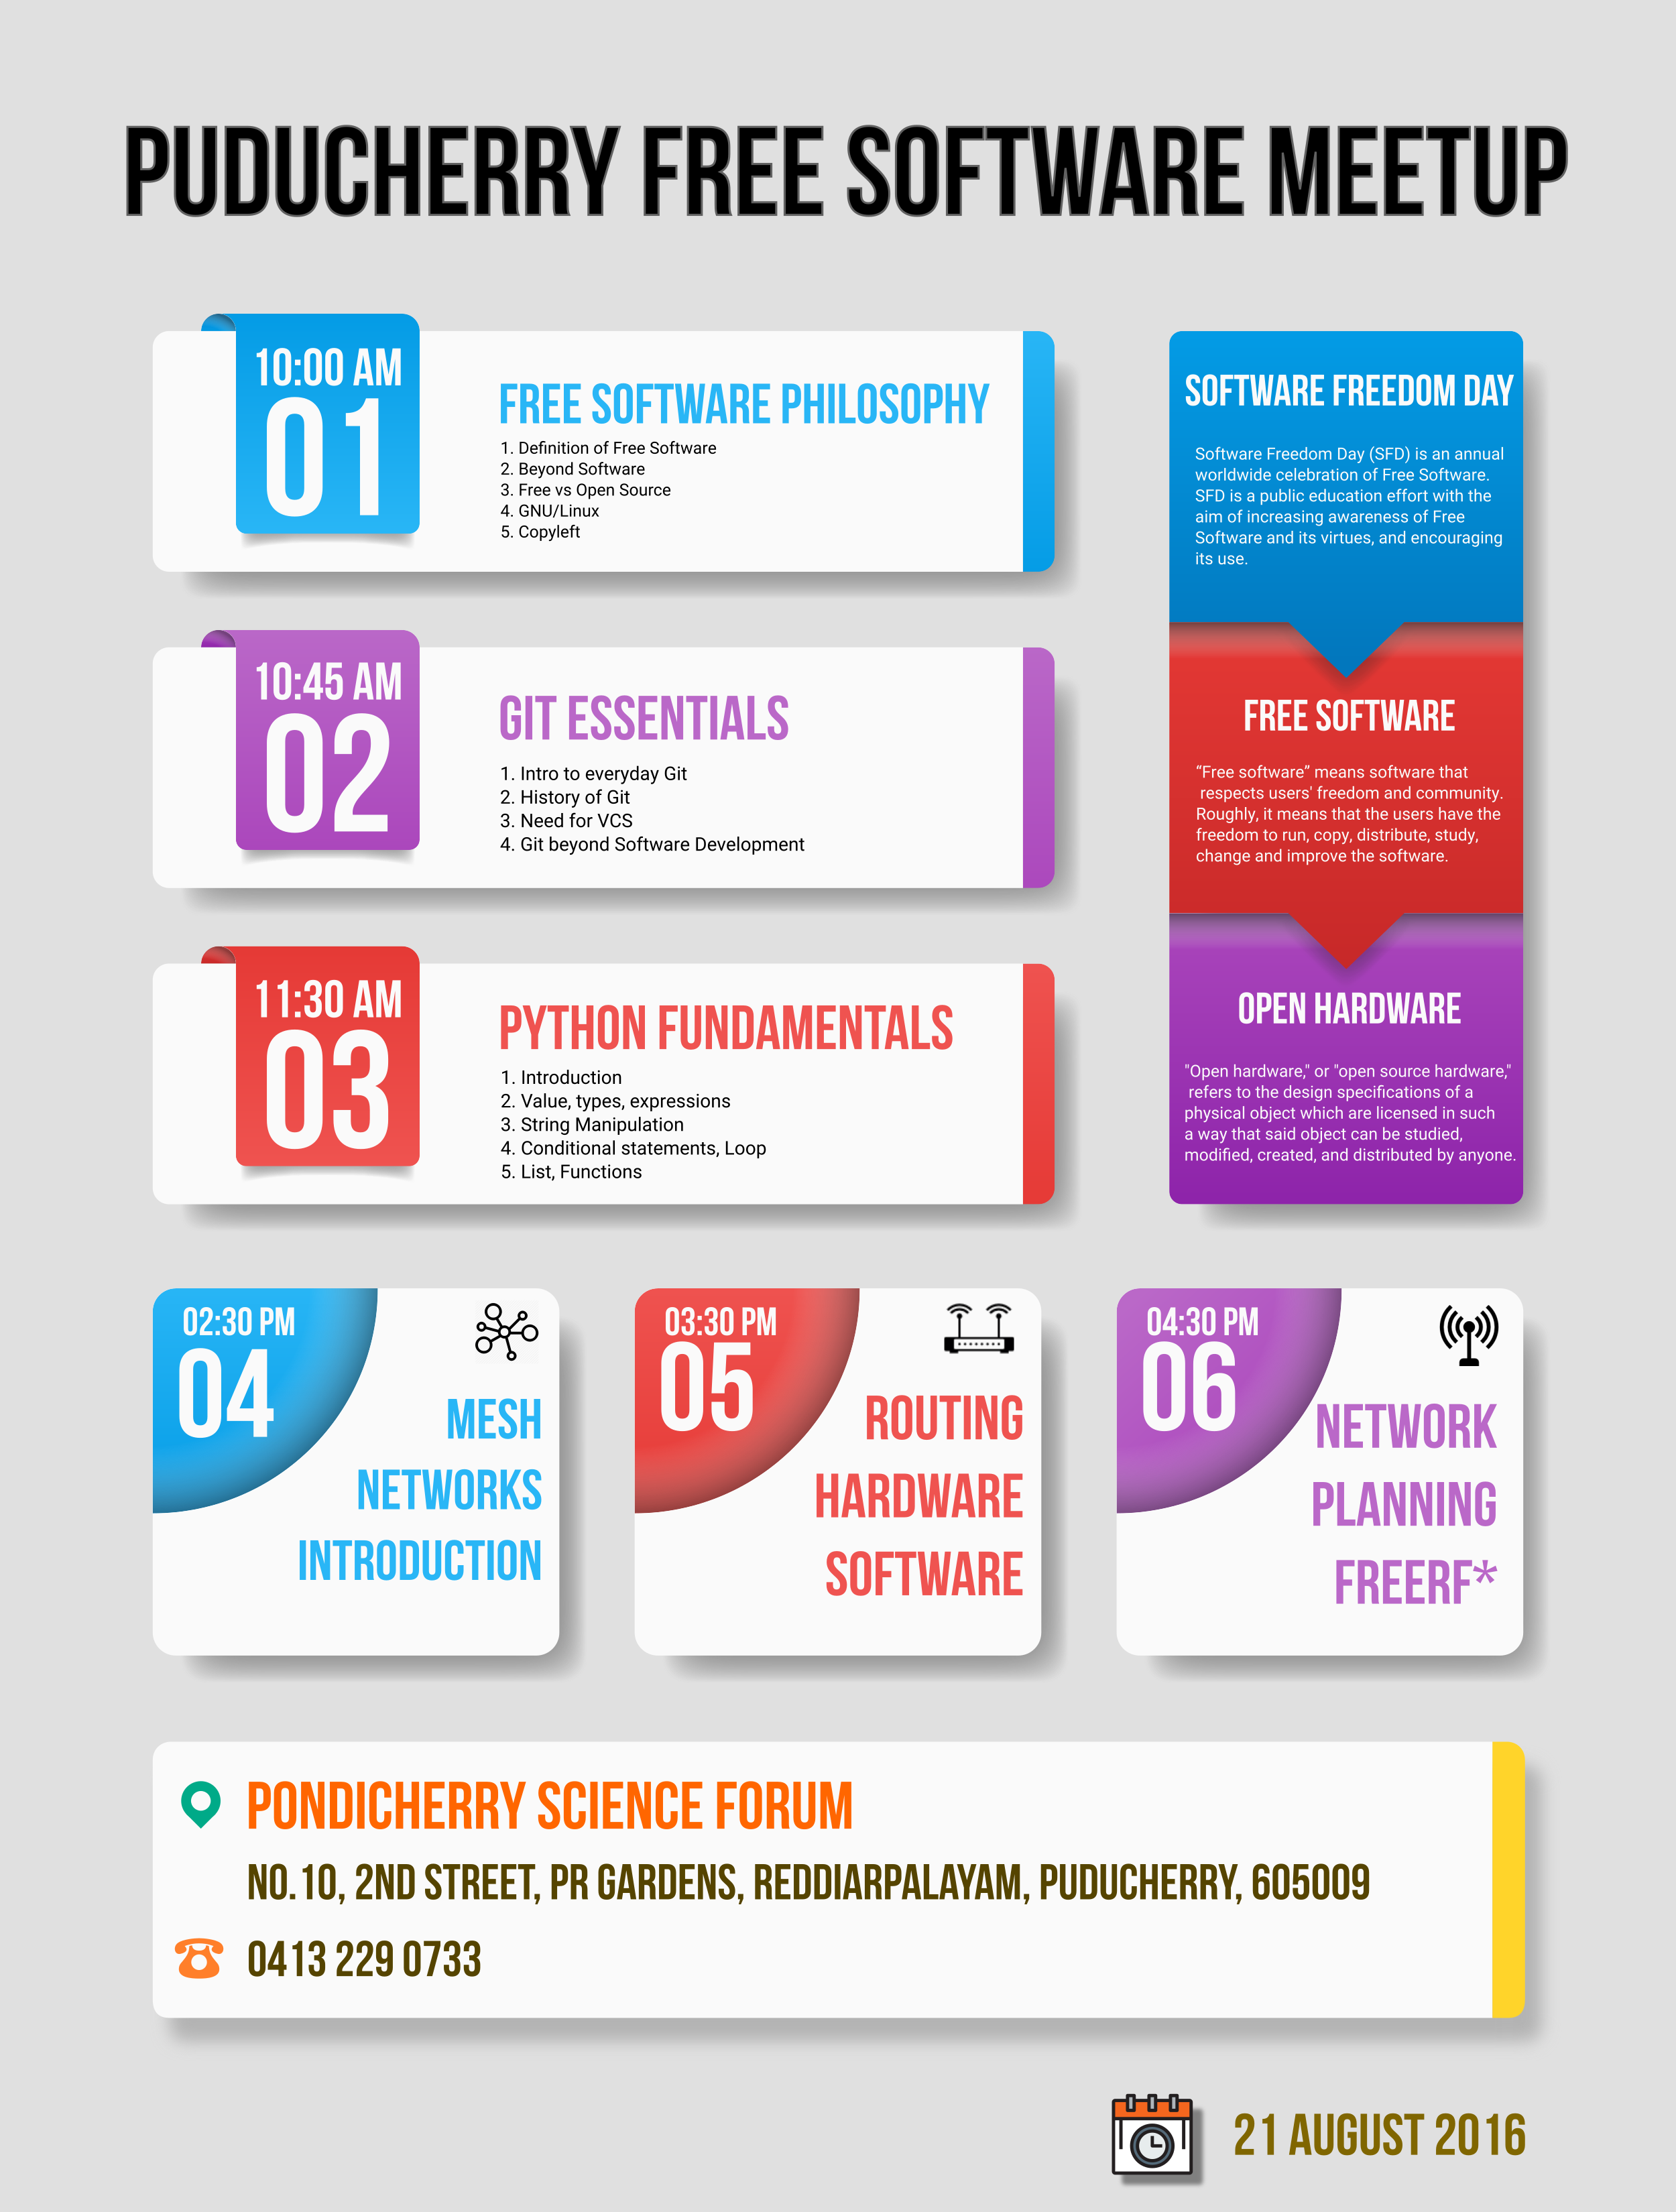 PUDUCHERRY FREE SOFTWARE MEETUP
10:00 AM
01
FREE SOFTWARE PHILOSOPHY
1. Definition of Free Software
2. Beyond Software
3. Free vs Open Source
4. GNU/Linux
5. Copyleft
10:45 AM
02
GIT ESSENTIALS
1. Intro to everyday Git
2. History of Git
3. Need for VCS
4. Git beyond Software Development
11:30 AM
03
PYTHON FUNDAMENTALS
1. Introduction
2. Value, types, expressions
3. String Manipulation
4. Conditional statements, Loop
5. List, Functions
SOFTWARE FREEDOM DAY
Software Freedom Day (SFD) is an annual
worldwide celebration of Free Software.
SFD is a public education effort with the
aim of increasing awareness of Free
Software and its virtues, and encouraging
its use.
FREE SOFTWARE
“Free software” means software that
respects users' freedom and community.
Roughly, it means that the users have the
freedom to run, copy, distribute, study,
change and improve the software.
OPEN HARDWARE
"Open hardware," or "open source hardware,"
refers to the design specifications of a
physical object which are licensed in such
a way that said object can be studied,
modified, created, and distributed by anyone.
02:30 PM
04
MESH
NETWORKS
INTRODUCTION
03:30 PM
05
ROUTING
HARDWARE
SOFTWARE
04:30 PM
06
NETWORK
PLANNING
FREERF*
PONDICHERRY SCIENCE FORUM
NO.10, 2ND STREET, PR GARDENS, REDDIARPALAYAM, PUDUCHERRY, 605009
0413 229 0733
21 AUGUST 2016